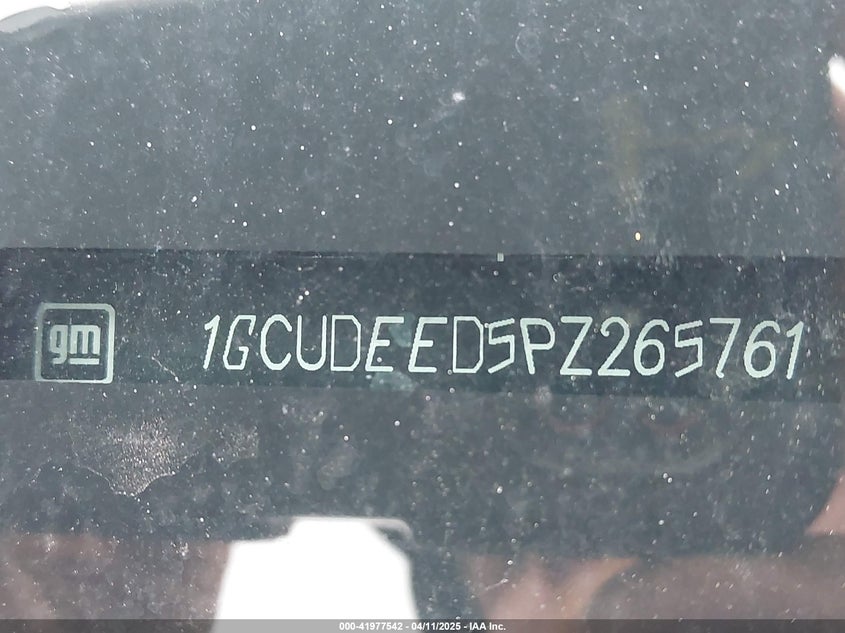 gm 1GCUDEED5PZ265761
000-41977542 - 04/11/2025 - IAA Inc.